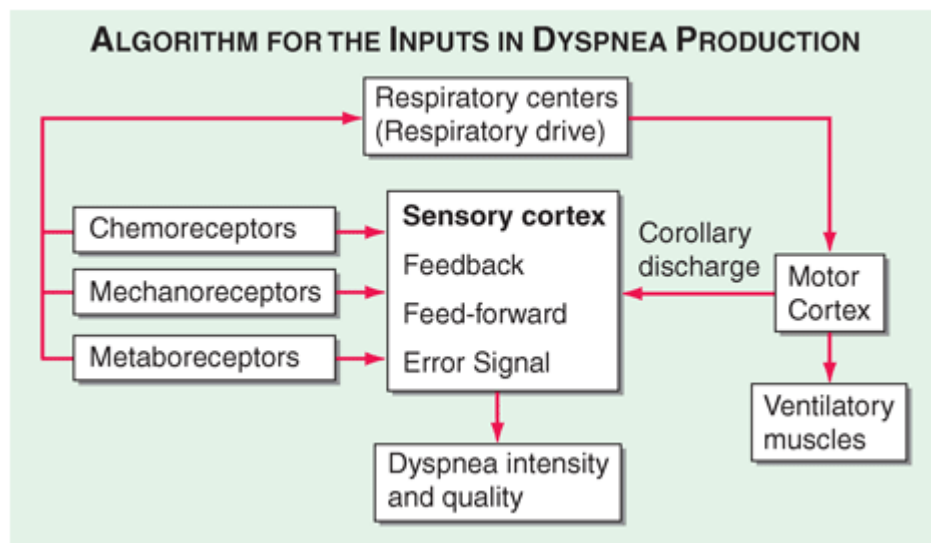 ALGORITHM FOR THE INPUTS IN DYSPNEA PRODUCTION
Respiratory centers
(Respiratory drive)
Chemoreceptors
Mechanoreceptors
Metaboreceptors
Sensory cortex
Feedback
Feed-forward
Error Signal
Corollary
discharge
Motor
Cortex
Ventilatory
muscles
Dyspnea intensity
and quality